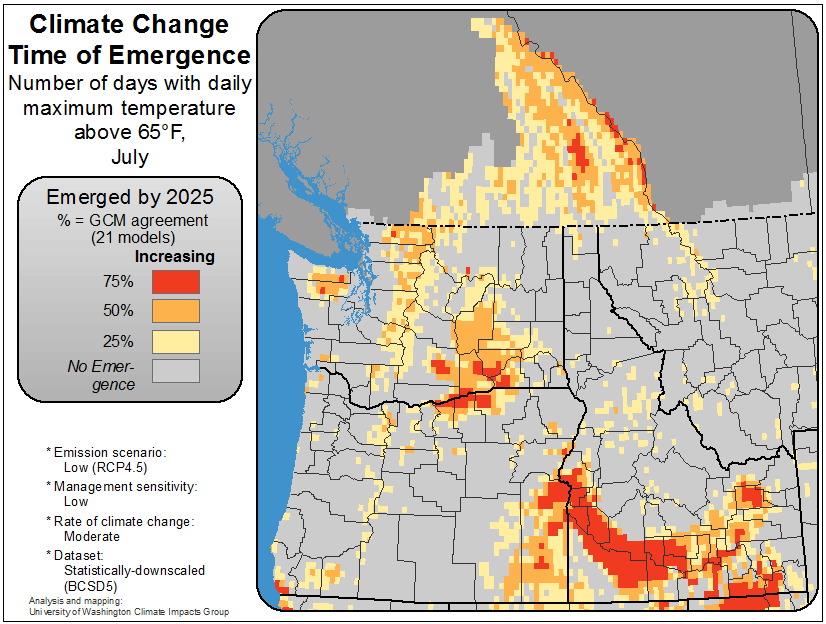 Climate Change
Time of Emergence
Number of days with daily
maximum temperature
above 65°F,
July
Emerged by 2025
% = GCM agreement
(21 models)
Increasing
75%
50%
25%
No Emer-
gence
* Emission scenario:
Low (RCP4.5)
* Management sensitivity:
Low
* Rate of climate change:
Moderate
* Dataset:
Statistically-downscaled
(BCSD5)
Analysis and mapping:
University of Washington Climate Impacts Group